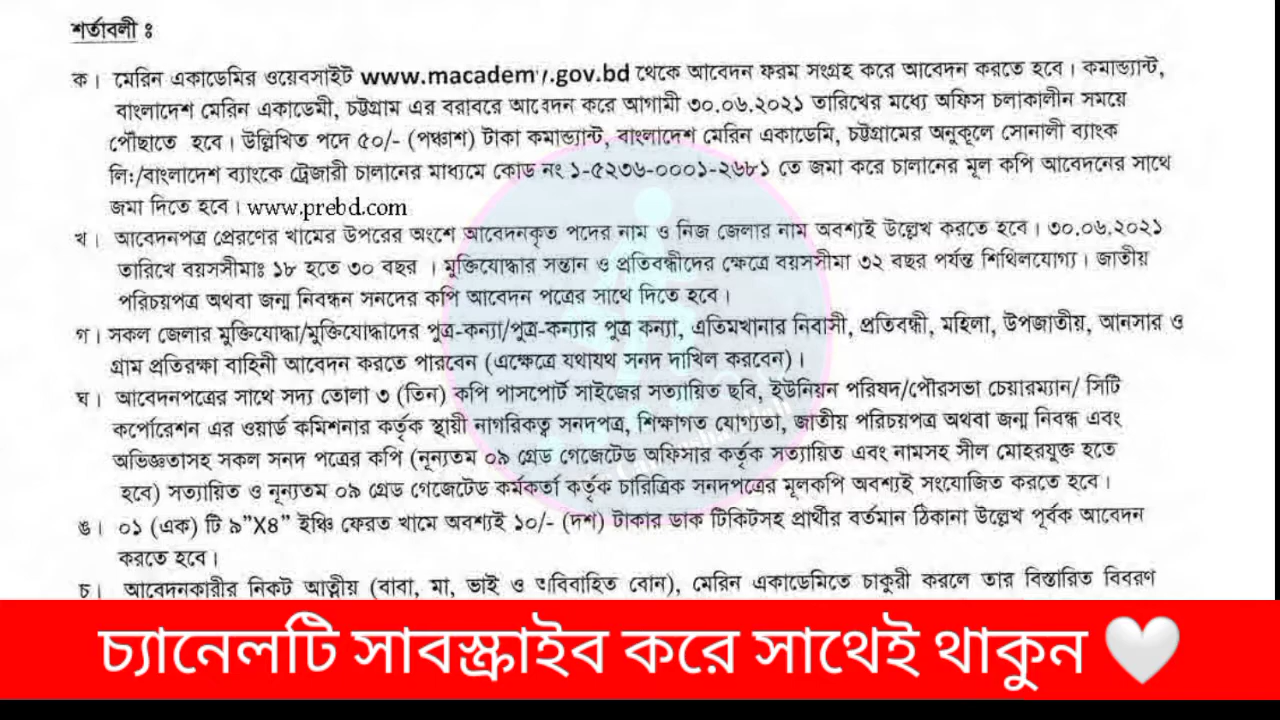 শর্তাবলী ঃ
ক। মেরিন একাডেমির ওয়েবসাইট www.macademy.gov.bd থেকে আবেদন ফরম সংগ্রহ করে আবেদন করতে হবে। কমান্ড্যান্ট,
বাংলাদেশ মেরিন একাডেমী, চট্টগ্রাম এর বরাবরে আবেদন করে আগামী ৩০.০৬.২০২১ তারিখের মধ্যে অফিস চলাকালীন সময়ে
পৌঁছাতে হবে। উল্লিখিত পদে ৫০/- (পঞ্চাশ) টাকা কমান্ড্যান্ট, বাংলাদেশ মেরিন একাডেমি, চট্টগ্রামের অনুকূলে সোনালী ব্যাংক
লি:/বাংলাদেশ ব্যাংকে ট্রেজারী চালানের মাধ্যমে কোড নং ১-৫২৩৬-০০০১-২৬৮১ তে জমা করে চালানের মূল কপি আবেদনের সাথে
জমা দিতে হবে। www.prebd.com
খ। আবেদনপত্র প্রেরণের খামের উপরের অংশে আবেদনকৃত পদের নাম ও নিজ জেলার নাম অবশ্যই উল্লেখ করতে হবে। ৩০.০৬.২০২১
তারিখে বয়সসীমাঃ ১৮ হতে ৩০ বছর । মুক্তিযোদ্ধার সন্তান ও প্রতিবন্ধীদের ক্ষেত্রে বয়সসীমা ৩২ বছর পর্যন্ত শিথিলযোগ্য। জাতীয়
পরিচয়পত্র অথবা জন্ম নিবন্ধন সনদের কপি আবেদন পত্রের সাথে দিতে হবে।
গ। সকল জেলার মুক্তিযোদ্ধা/মুক্তিযোদ্ধাদের পুত্র-কন্যা/পুত্র-কন্যার পুত্র কন্যা, এতিমখানার নিবাসী, প্রতিবন্ধী, মহিলা, উপজাতীয়, আনসার ও
গ্রাম প্রতিরক্ষা বাহিনী আবেদন করতে পারবেন (এক্ষেত্রে যথাযথ সনদ দাখিল করবেন)।
ঘ। আবেদনপত্রের সাথে সদ্য তোলা ৩ (তিন) কপি পাসপোর্ট সাইজের সত্যায়িত ছবি, ইউনিয়ন পরিষদ/পৌরসভা চেয়ারম্যান/ সিটি
কর্পোরেশন এর ওয়ার্ড কমিশনার কর্তৃক স্থায়ী নাগরিকত্ব সনদপত্র, শিক্ষাগত যোগ্যতা, জাতীয় পরিচয়পত্র অথবা জন্ম নিবন্ধ এবং
অভিজ্ঞতাসহ সকল সনদ পত্রের কপি (নূন্যতম ০৯ গ্রেড গেজেটেড অফিসার কর্তৃক সত্যায়িত এবং নামসহ সীল মোহরযুক্ত হতে
হবে) সত্যায়িত ও নূন্যতম ০৯ গ্রেড গেজেটেড কর্মকর্তা কর্তৃক চারিত্রিক সনদপত্রের মূলকপি অবশ্যই সংযোজিত করতে হবে।
ঙ। ০১ (এক) টি ৯"X৪" ইঞ্চি ফেরত খামে অবশ্যই ১০/- (দশ) টাকার ডাক টিকিটসহ প্রার্থীর বর্তমান ঠিকানা উল্লেখ পূর্বক আবেদন
করতে হবে।
চ। আবেদনকারীর নিকট আত্নীয় (বাবা, মা, ভাই ও অবিবাহিত বোন), মেরিন একাডেমিতে চাকুরী করলে তার বিস্তারিত বিবরণ
চ্যানেলটি সাবস্ক্রাইব করে সাথেই থাকুন 🤍